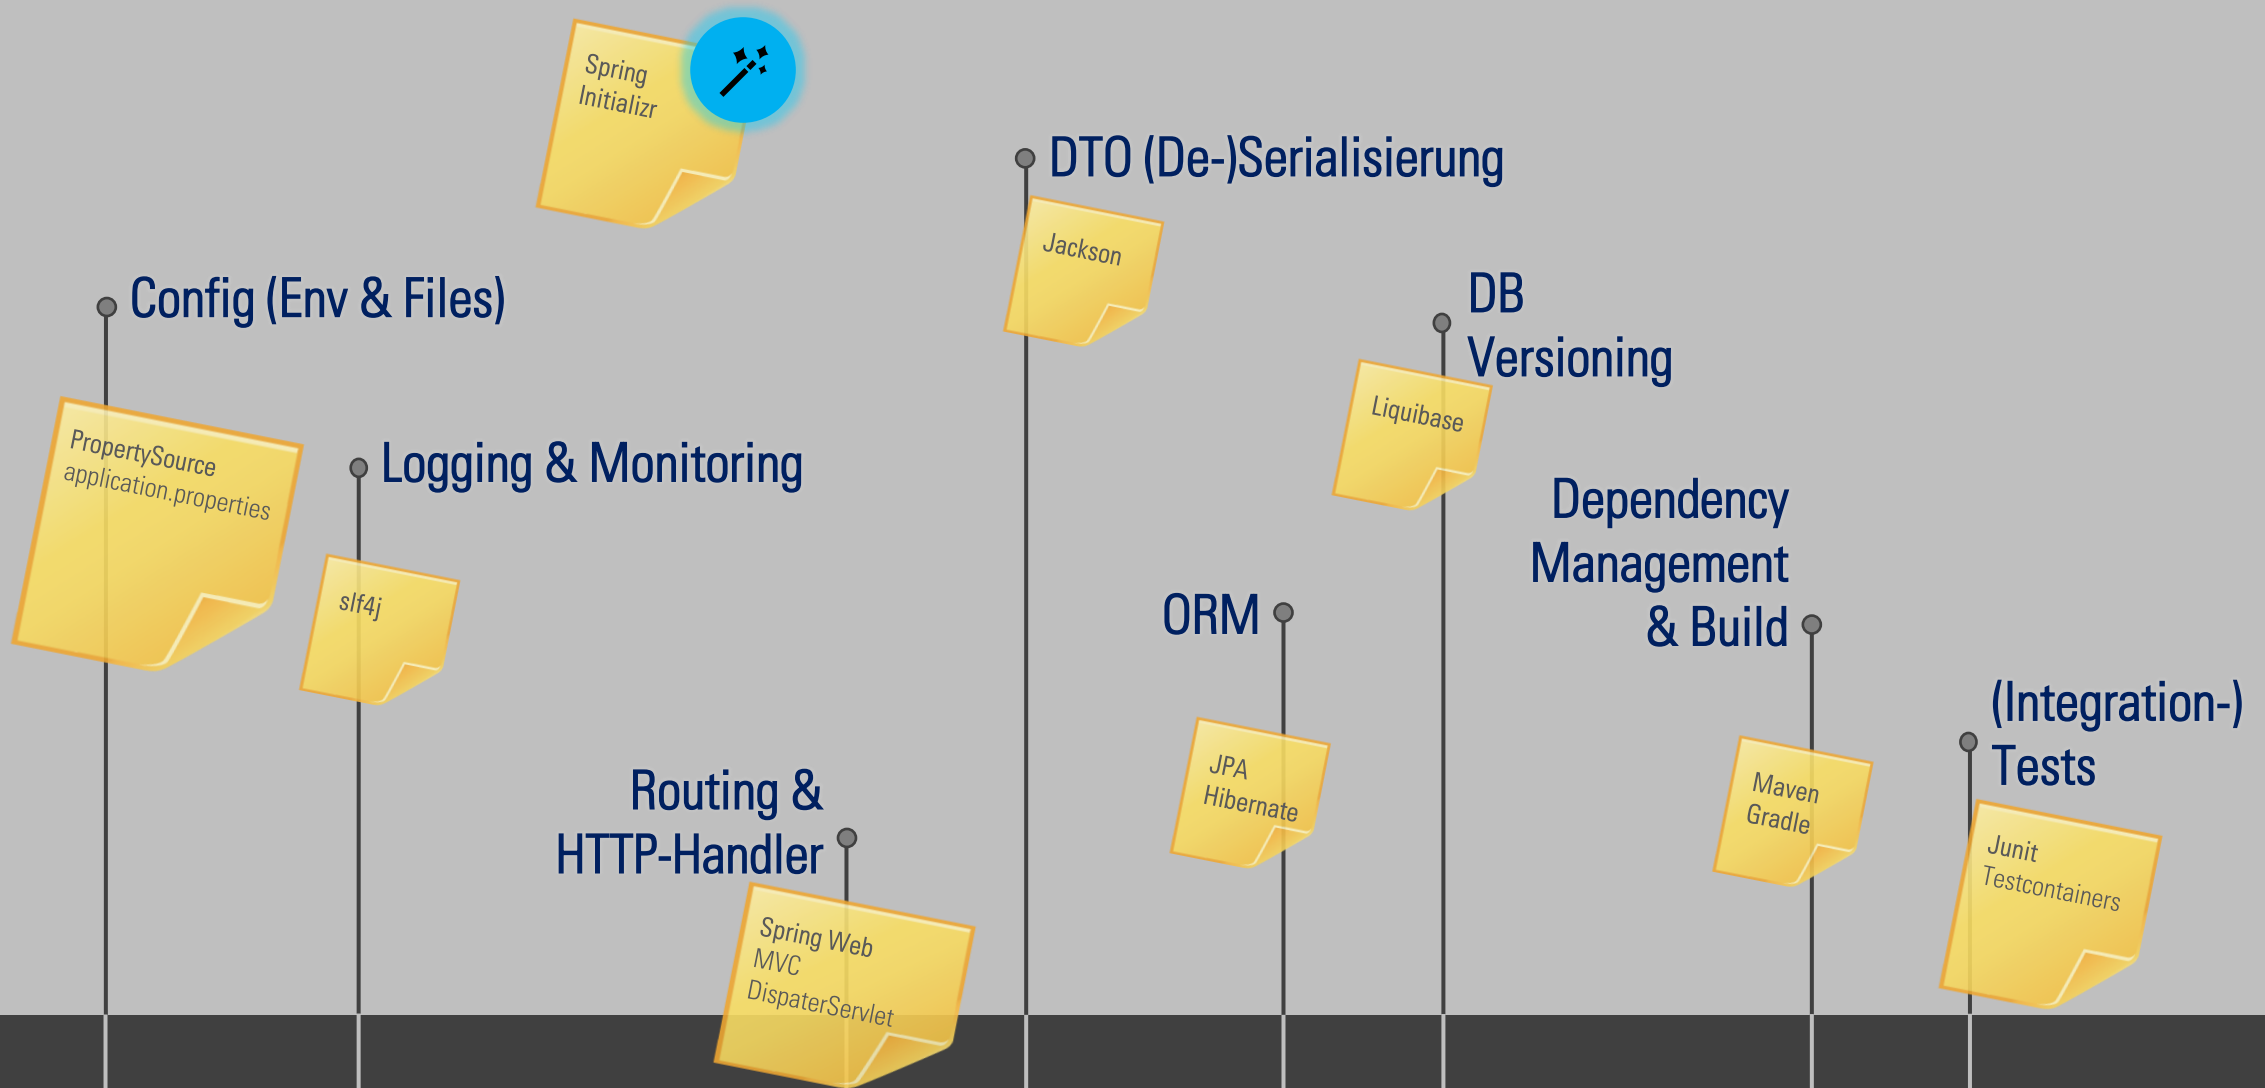 Spring
Initializr
DTO (De-)Serialisierung
Jackson
Config (Env & Files)
PropertySource
application.properties
Logging & Monitoring
slf4j
DB
Versioning
Liquibase
Dependency
Management
& Build
Maven
Gradle
ORM
JPA
Hibernate
(Integration-)
Tests
Junit
Testcontainers
Routing &
HTTP-Handler
Spring Web
MVC
DispaterServlet